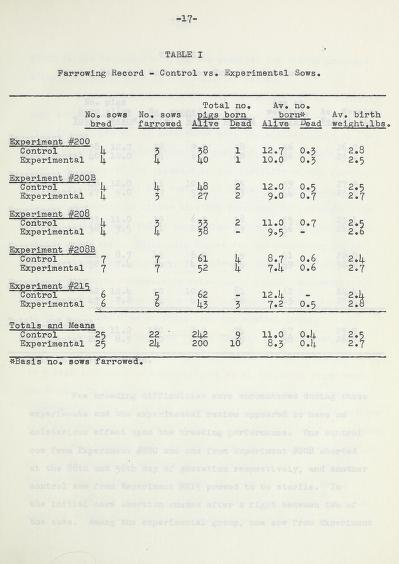 -17-
TABLE I
Farrowing Record - Control vs. Experimental Sows.
Total no. Av. no.
No. sows No. sows pigs born born* Av. birth
bred farrowed Alive Dead Alive Dead weight,lbs.
Experiment #200
Control 4 3 38 1 12.7 0.3 2.8
Experimental 4 4 40 1 10.0 0.3 2.5
Experiment #200B
Control 4 4 48 2 12.0 0.5 2.5
Experimental 4 3 27 2 9.0 0.7 2.7
Experiment #208
Control 4 3 33 2 11.0 0.7 2.5
Experimental 4 4 38 - 9.5 - 2.6
Experiment #208B
Control 7 7 61 4 8.7 0.6 2.4
Experimental 7 7 52 4 7.4 0.6 2.7
Experiment #215
Control 6 5 62 - 12.4 - 2.4
Experimental 6 6 43 3 7.2 0.5 2.8
Totals and Means
Control 25 22 242 9 11.0 0.4 2.5
Experimental 25 24 200 10 8.3 0.4 2.7
*Basis no. sows farrowed.